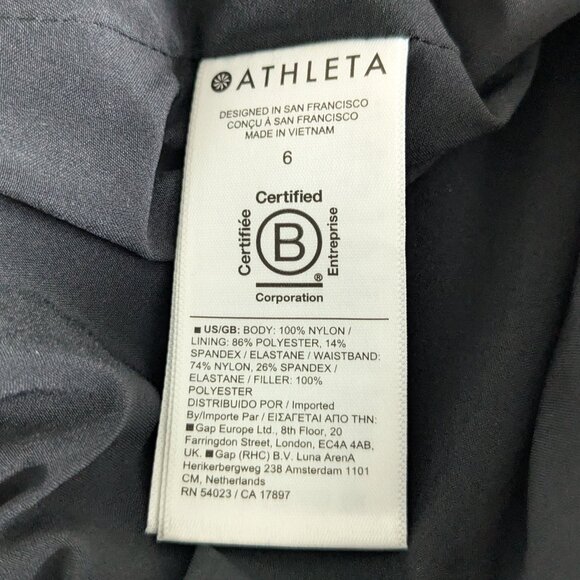 ATHLETA
DESIGNED IN SAN FRANCISCO
CONÇU À SAN FRANCISCO
MADE IN VIETNAM
6
Certified
Certifiée
B
Entreprise
®
Corporation
■ US/GB: BODY: 100% NYLON /
LINING: 86% POLYESTER, 14%
SPANDEX / ELASTANE / WAISTBAND:
74% NYLON, 26% SPANDEX /
ELASTANE / FILLER: 100%
POLYESTER
DISTRIBUIDO POR / Imported
By/Importe Par / ΕΙΣΑΓΕΤΑΙ ΑΠΟ ΤΗΝ:
■Gap Europe Ltd., 8th Floor, 20
Farringdon Street, London, EC4A 4AB,
UK. ■Gap (RHC) B.V. Luna ArenA
Herikerbergweg 238 Amsterdam 1101
CM, Netherlands
RN 54023 / CA 17897